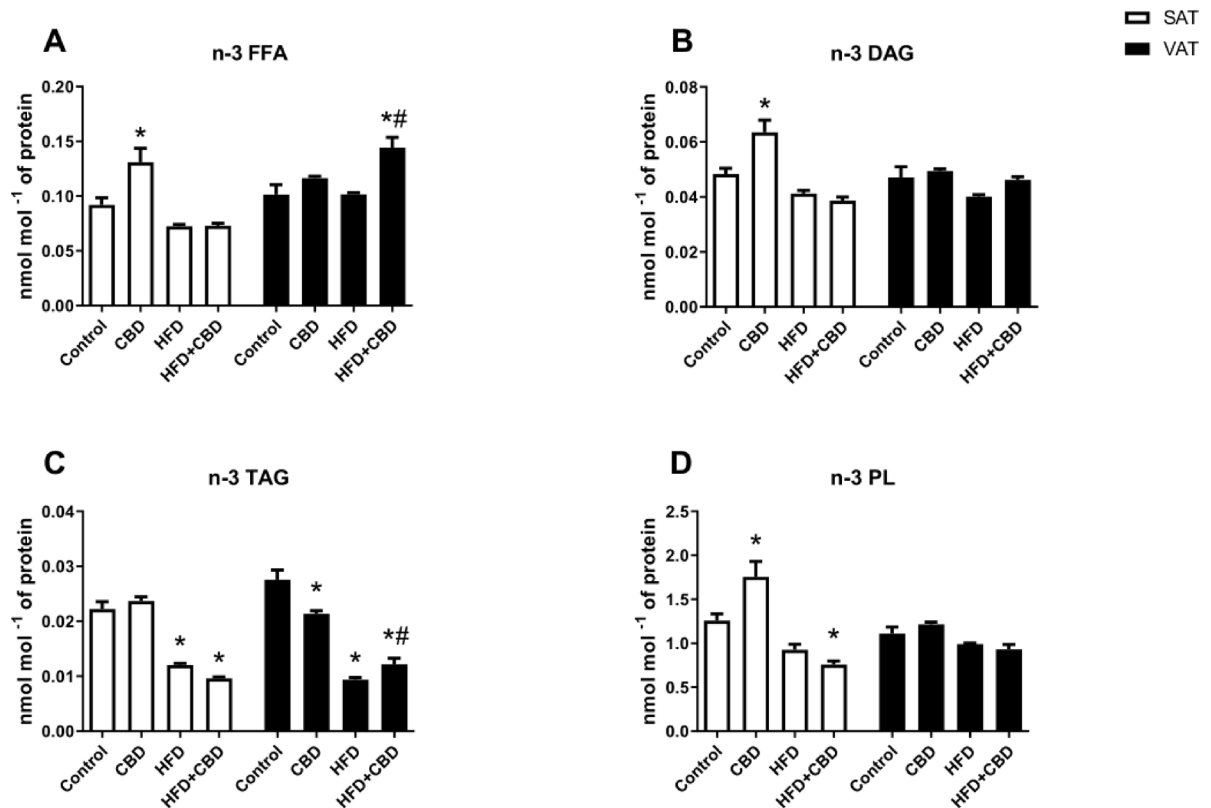 SAT
VAT
A
n-3 FFA
nmol mol -1 of protein
0.20
0.15
0.10
0.05
0.00
*
*#
Control
CBD
HFD
HFD+CBD
Control
CBD
HFD
HFD+CBD
B
n-3 DAG
nmol mol -1 of protein
0.08
0.06
0.04
0.02
0.00
*
Control
CBD
HFD
HFD+CBD
Control
CBD
HFD
HFD+CBD
C
n-3 TAG
nmol mol -1 of protein
0.04
0.03
0.02
0.01
0.00
*
*
*
*
*#
Control
CBD
HFD
HFD+CBD
Control
CBD
HFD
HFD+CBD
D
n-3 PL
nmol mol -1 of protein
2.5
2.0
1.5
1.0
0.5
0.0
*
*
Control
CBD
HFD
HFD+CBD
Control
CBD
HFD
HFD+CBD